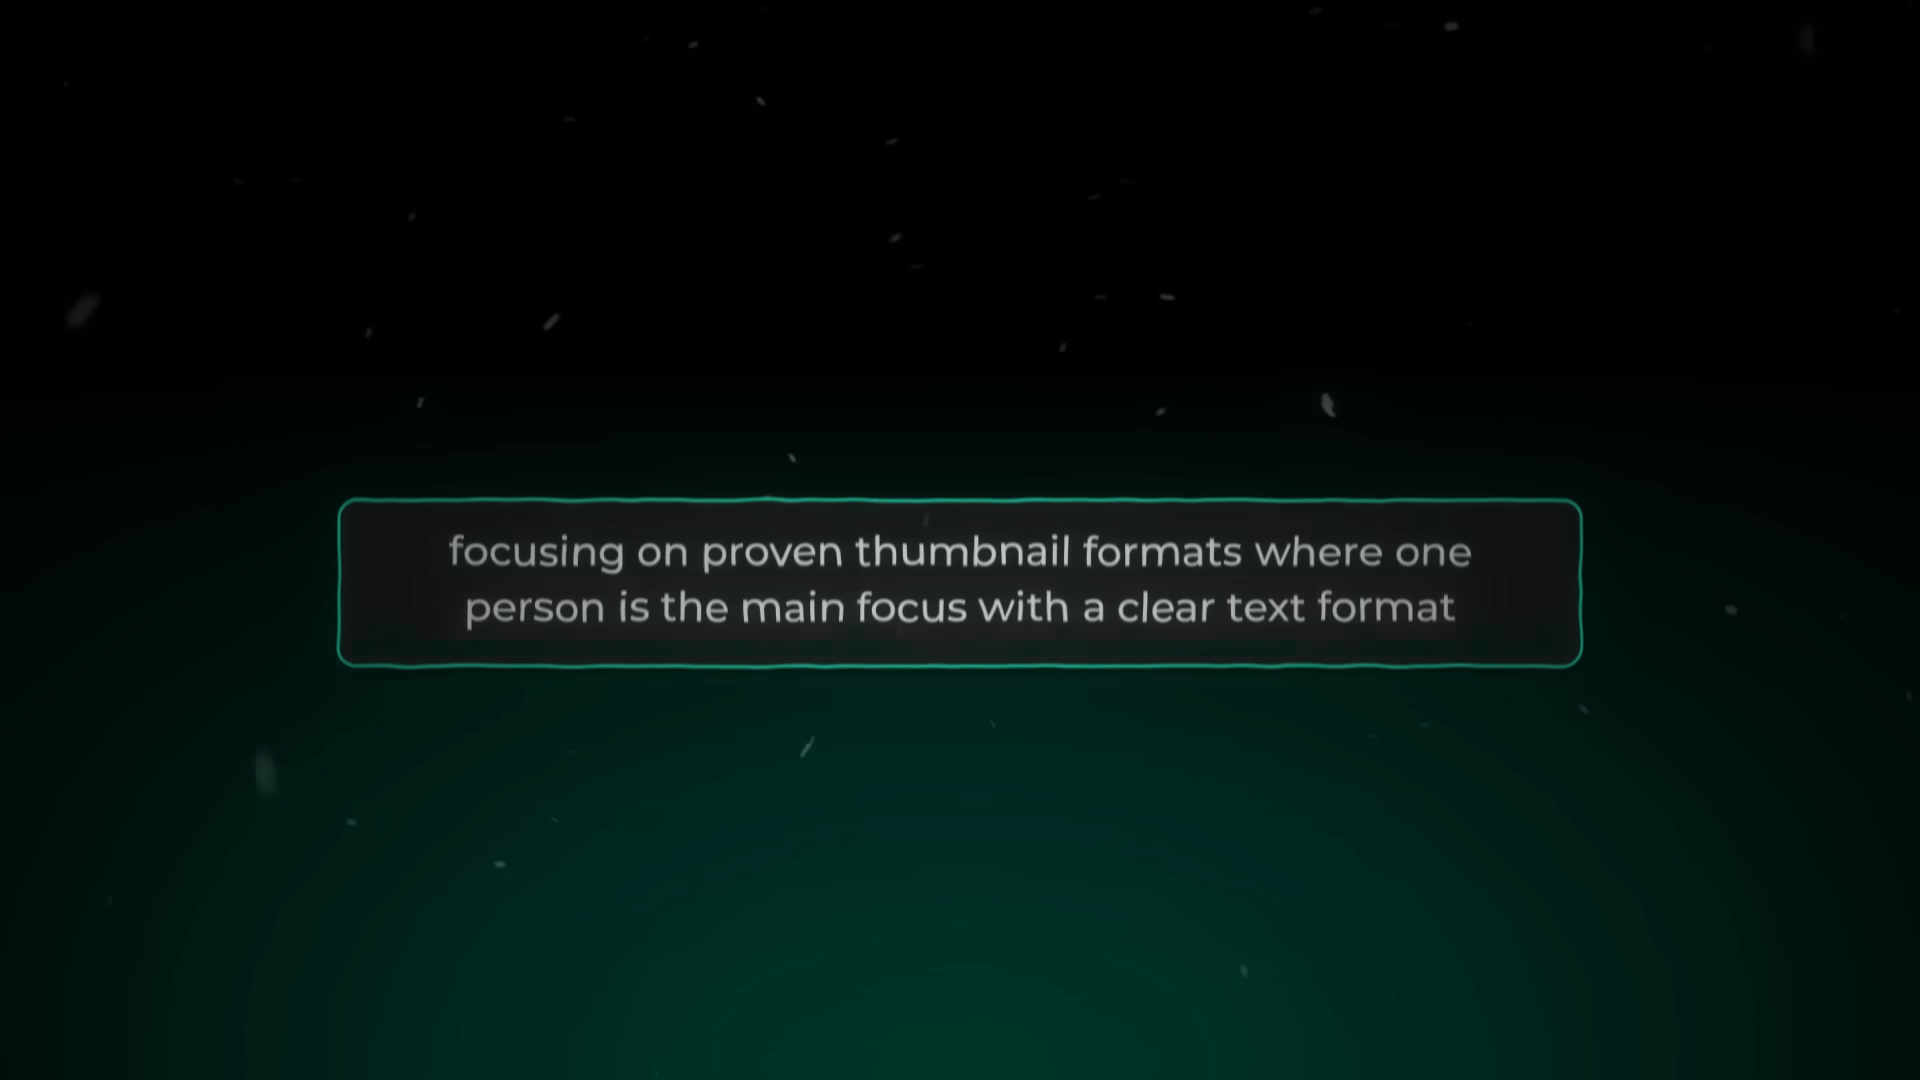 focusing on proven thumbnail formats where one
person is the main focus with a clear text format